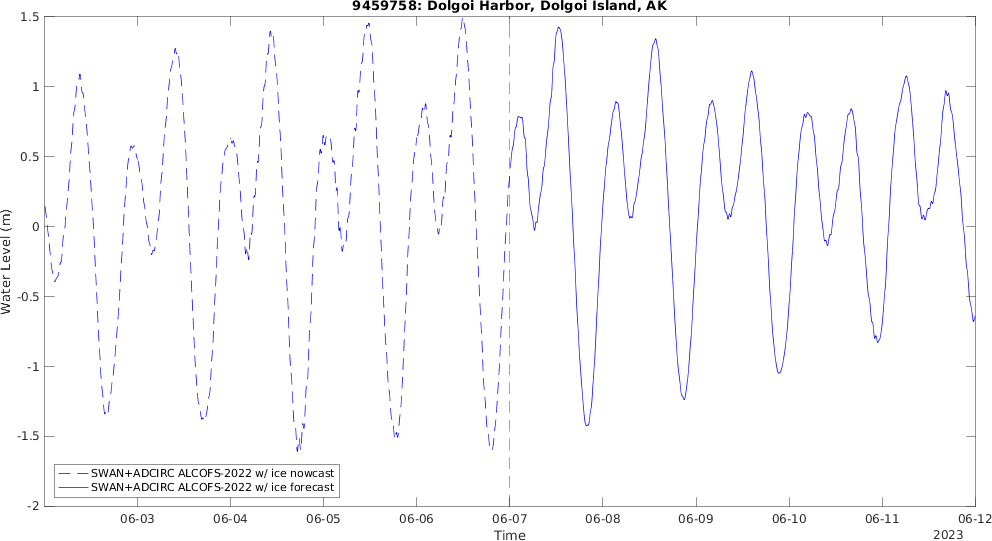 9459758: Dolgoi Harbor, Dolgoi Island, AK
1.5
1
0.5
0
-0.5
-1
-1.5
-2
Water Level (m)
SWAN+ADCIRC ALCOFS-2022 w/ ice nowcast
SWAN+ADCIRC ALCOFS-2022 w/ ice forecast
06-03 06-04 06-05 06-06 06-07 06-08 06-09 06-10 06-11 06-12
Time
2023